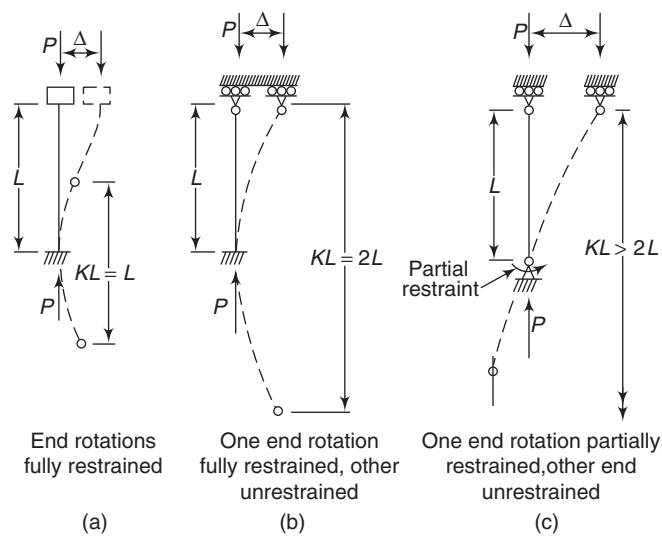 P Δ
L
KL = L
P
End rotations
fully restrained
(a)
P Δ
L
KL = 2L
P
One end rotation
fully restrained, other
unrestrained
(b)
P Δ
L
KL > 2L
Partial
restraint
P
One end rotation partially
restrained,other end
unrestrained
(c)